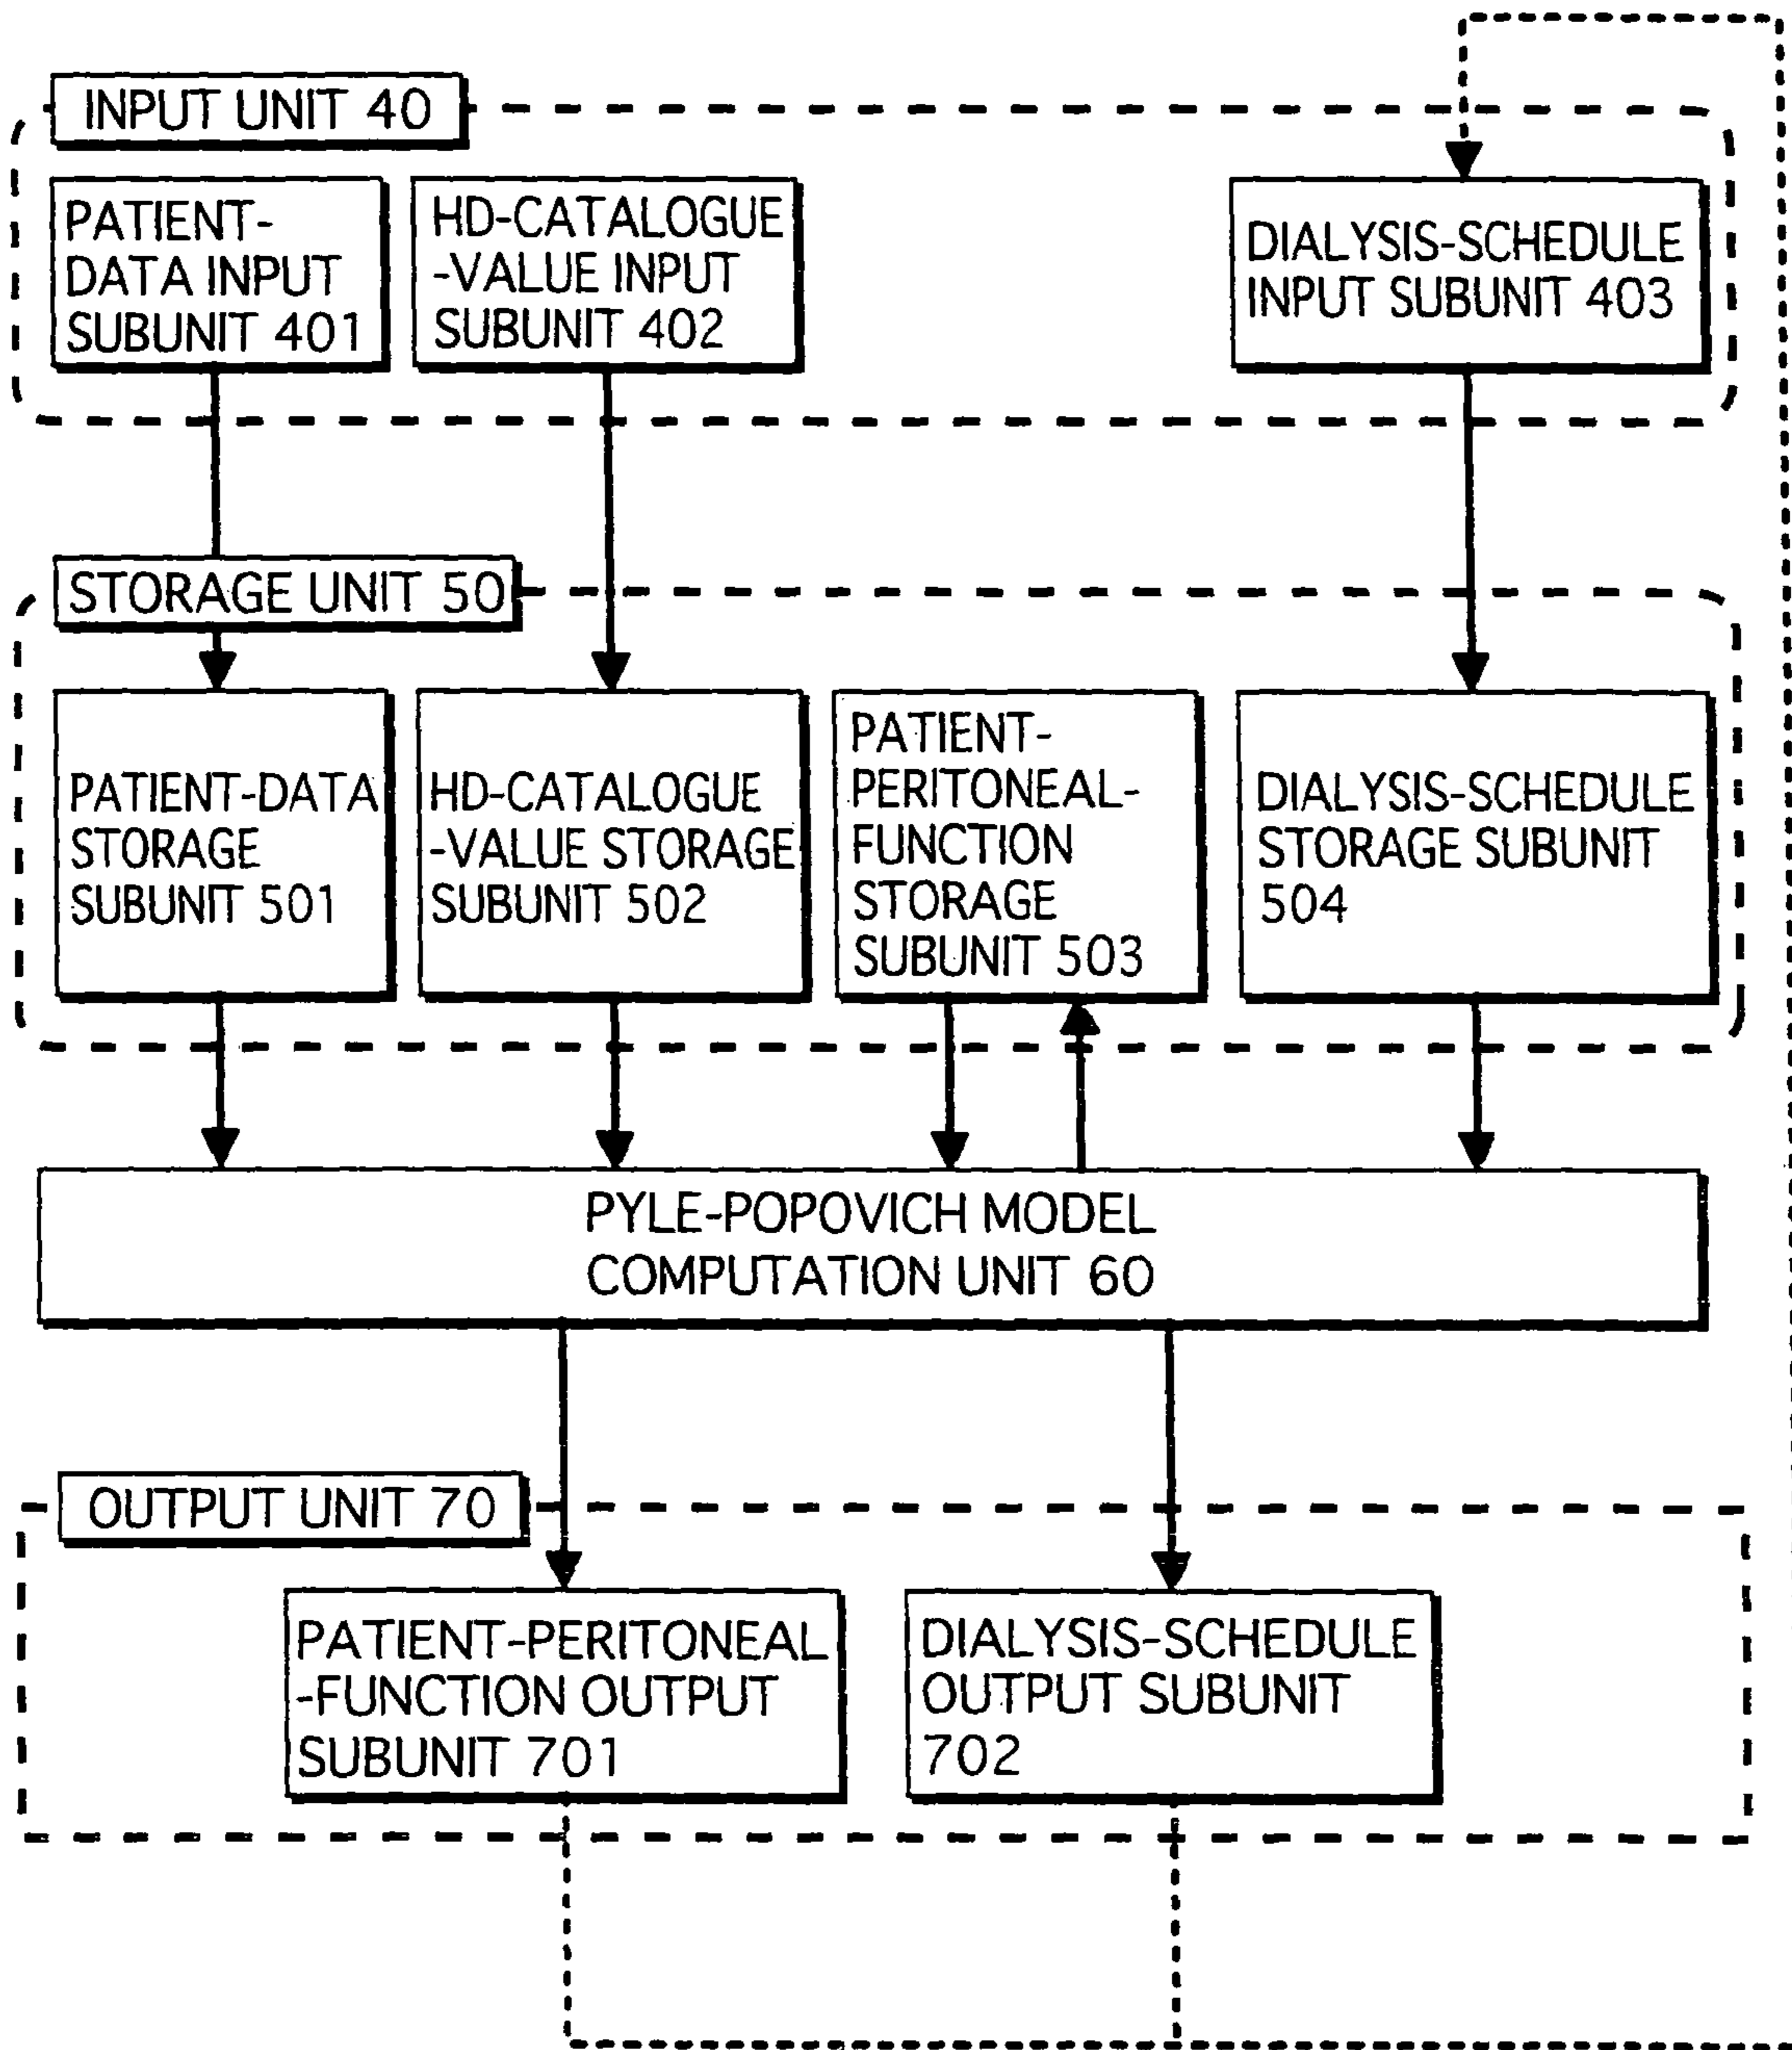 INPUT UNIT 40
PATIENT-
DATA INPUT
SUBUNIT 401
HD-CATALOGUE
-VALUE INPUT
SUBUNIT 402
DIALYSIS-SCHEDULE
INPUT SUBUNIT 403
STORAGE UNIT 50
PATIENT-DATA
STORAGE
SUBUNIT 501
HD-CATALOGUE
-VALUE STORAGE
SUBUNIT 502
PATIENT-
PERITONEAL-
FUNCTION
STORAGE
SUBUNIT 503
DIALYSIS-SCHEDULE
STORAGE SUBUNIT
504
PYLE-POPOVICH MODEL
COMPUTATION UNIT 60
OUTPUT UNIT 70
PATIENT-PERITONEAL
-FUNCTION OUTPUT
SUBUNIT 701
DIALYSIS-SCHEDULE
OUTPUT SUBUNIT
702